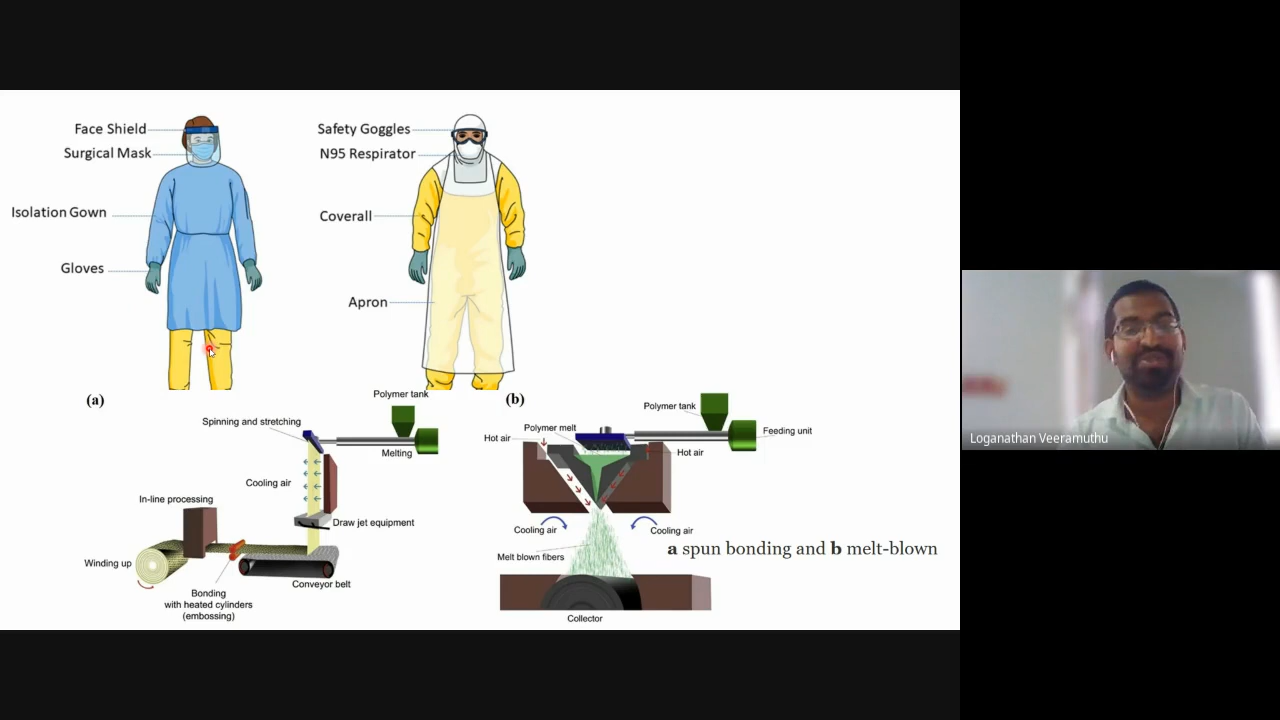 Face Shield
Surgical Mask
Isolation Gown
Gloves
Safety Goggles
N95 Respirator
Coverall
Apron
(a)
Polymer tank
Spinning and stretching
Melting
Cooling air
In-line processing
Draw jet equipment
Winding up
Conveyor belt
Bonding
with heated cylinders
(embossing)
(b)
Polymer tank
Polymer melt
Feeding unit
Hot air
Hot air
Cooling air
Cooling air
Melt blown fibers
Collector
a spun bonding and b melt-blown
Loganathan Veeramuthu